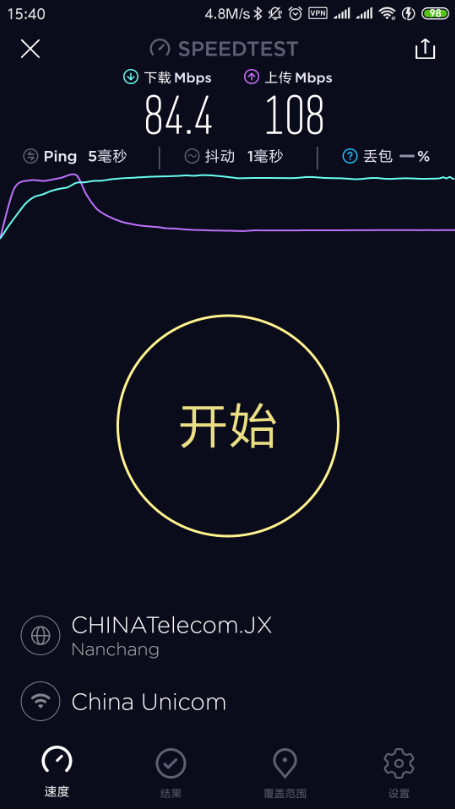 15:40 4.8M/s VPN 98
SPEEDTEST
下载 Mbps 上传 Mbps
84.4 108
Ping 5毫秒 抖动 1毫秒 丢包 —%
开始
CHINATelecom.JX
Nanchang
China Unicom
速度 结果 覆盖范围 设置